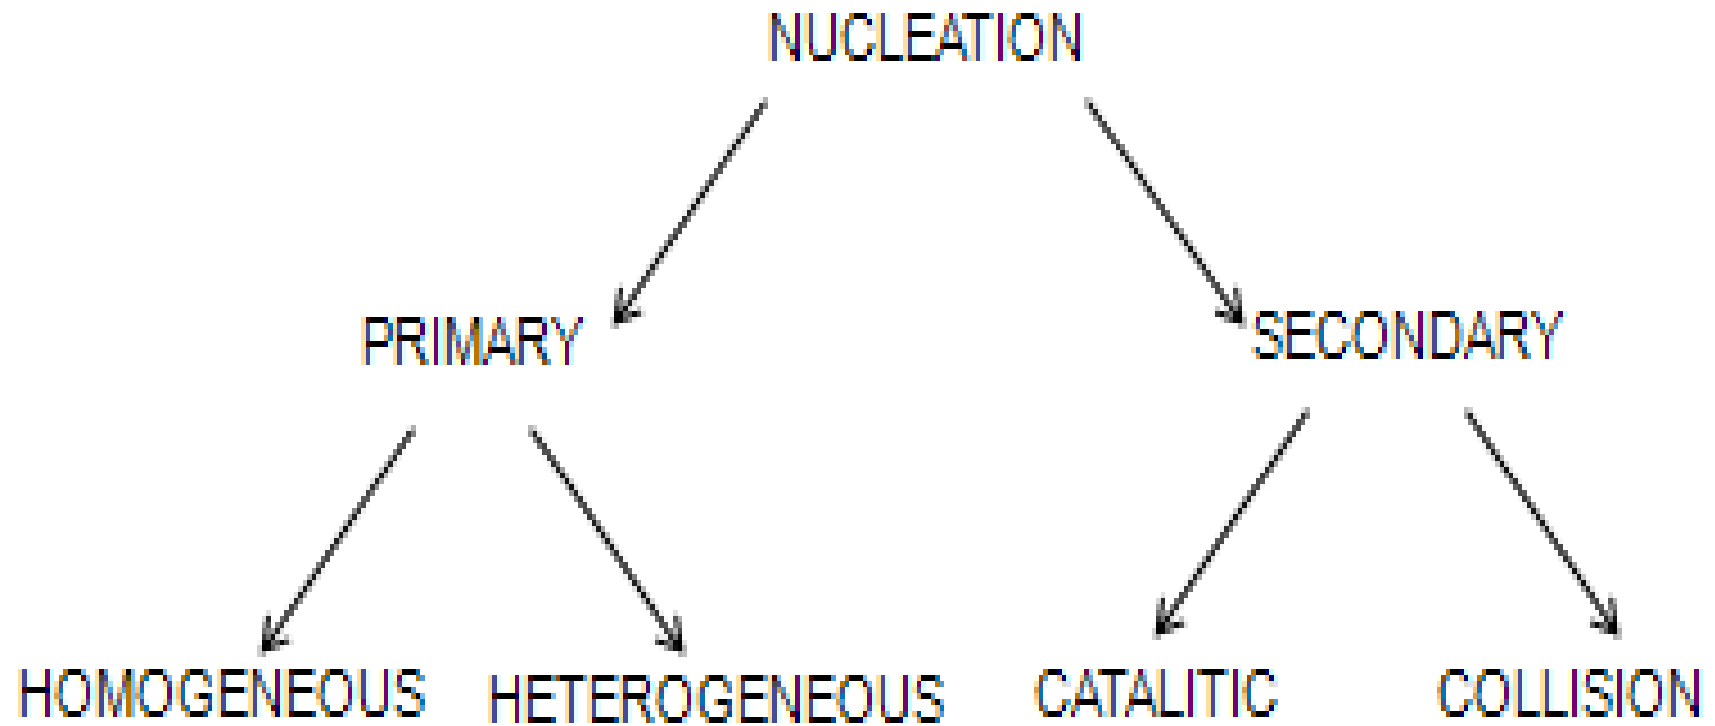 NUCLEATION
PRIMARY
SECONDARY
HOMOGENEOUS
HETEROGENEOUS
CATALITIC
COLLISION